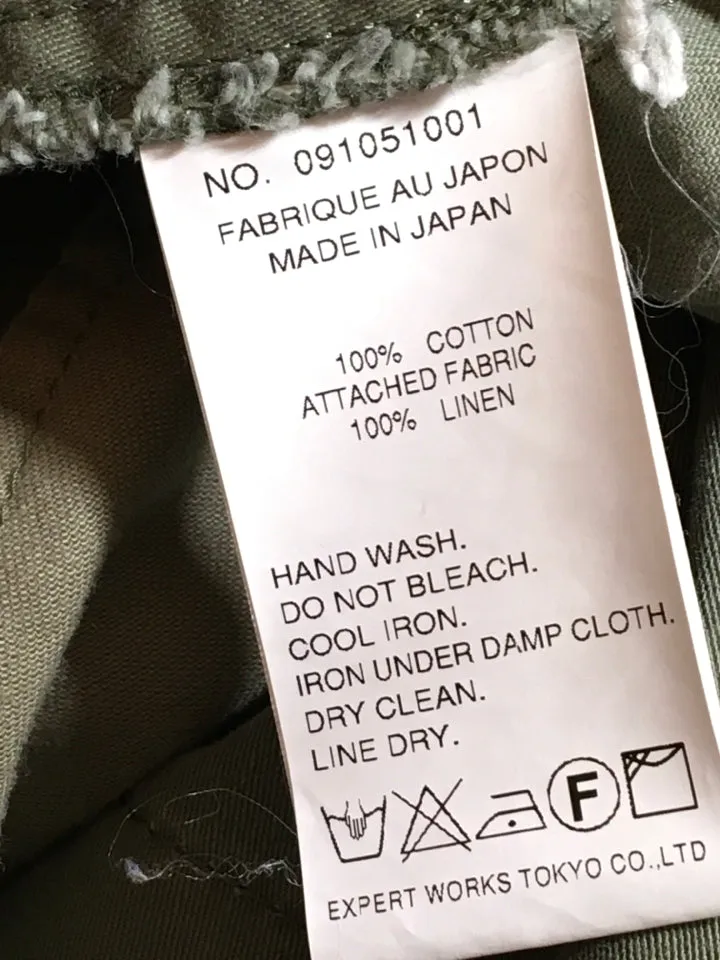 NO. 091051001
FABRIQUE AU JAPON
MADE IN JAPAN
100% COTTON
ATTACHED FABRIC
100% LINEN
HAND WASH.
DO NOT BLEACH.
COOL IRON.
IRON UNDER DAMP CLOTH.
DRY CLEAN.
LINE DRY.
F
EXPERT WORKS TOKYO CO.,LTD